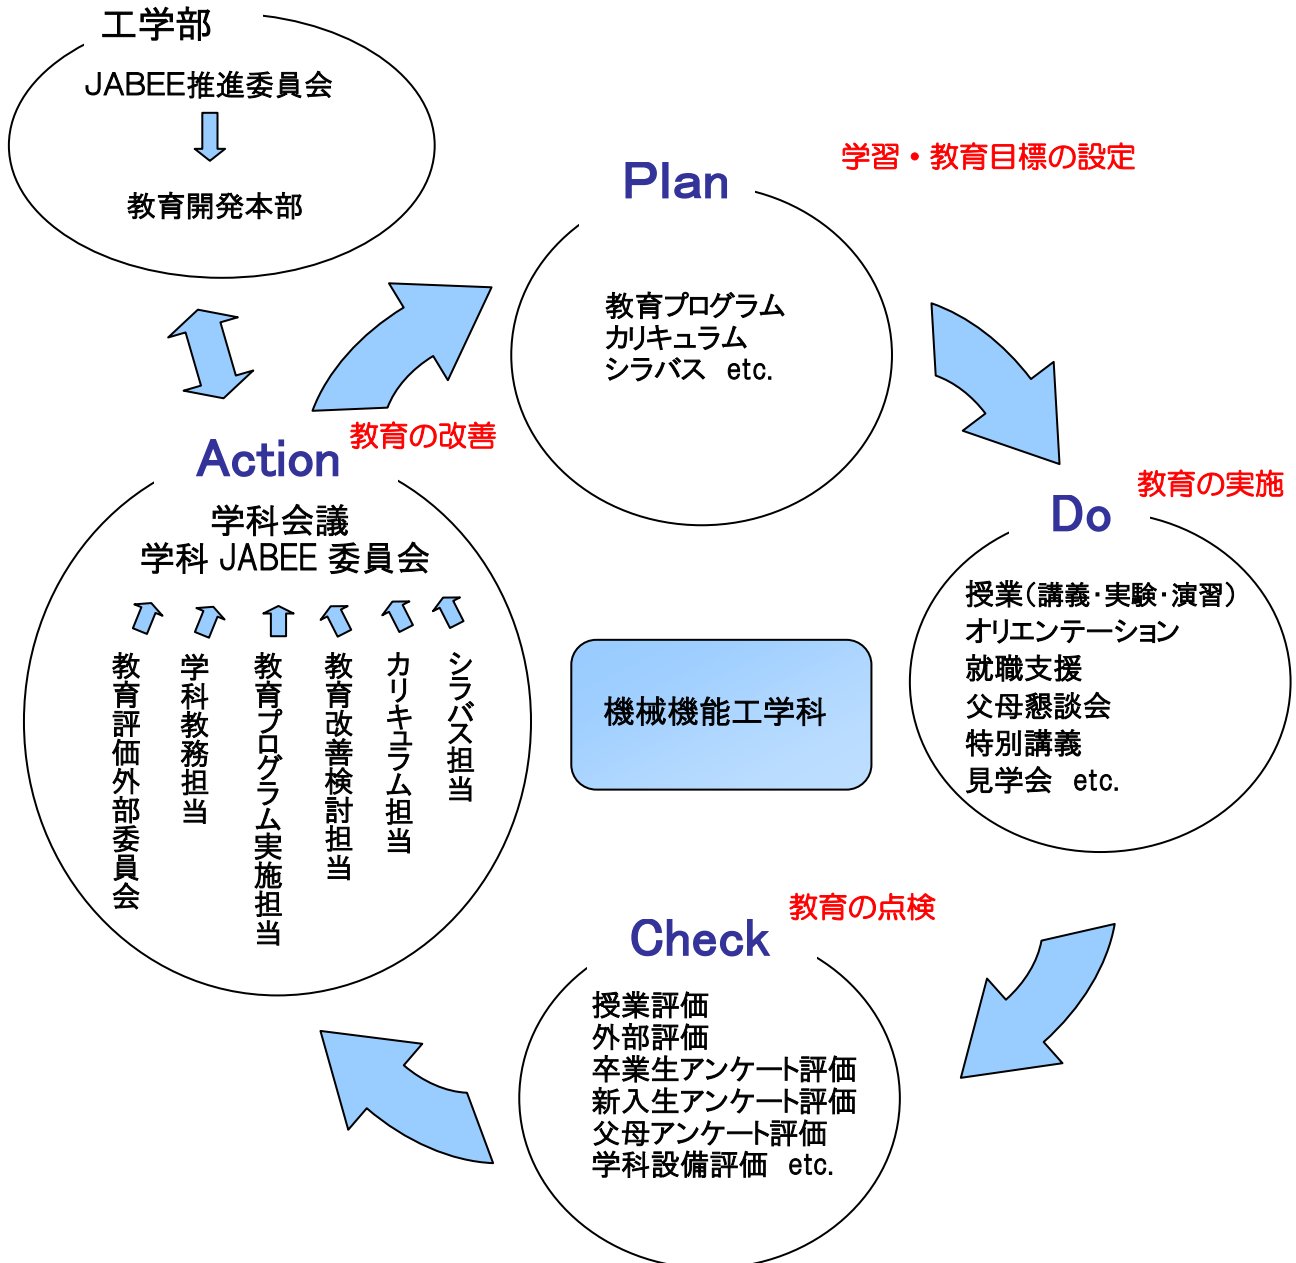 工学部
JABEE推進委員会
教育開発本部
Plan
学習・教育目標の設定
教育プログラム
カリキュラム
シラバス etc.
Action
教育の改善
学科会議
学科 JABEE 委員会
教育評価外部委員会
学科教務担当
教育プログラム実施担当
教育改善検討担当
カリキュラム担当
シラバス担当
機械機能工学科
Do
教育の実施
授業(講義・実験・演習)
オリエンテーション
就職支援
父母懇談会
特別講義
見学会 etc.
Check
教育の点検
授業評価
外部評価
卒業生アンケート評価
新入生アンケート評価
父母アンケート評価
学科設備評価 etc.